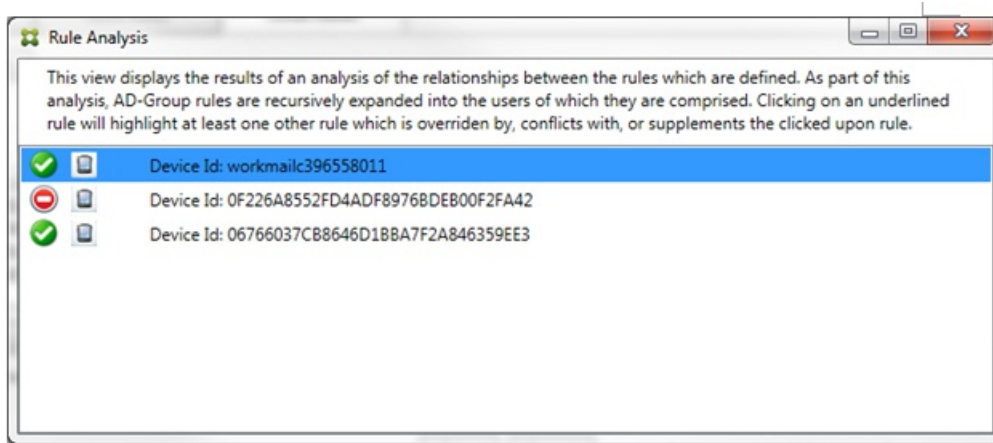 Rule Analysis
This view displays the results of an analysis of the relationships between the rules which are defined. As part of this
analysis, AD-Group rules are recursively expanded into the users of which they are comprised. Clicking on an underlined
rule will highlight at least one other rule which is overriden by, conflicts with, or supplements the clicked upon rule.
Device Id: workmailc396558011
Device Id: 0F226A8552FD4ADF8976BDEB00F2FA42
Device Id: 06766037CB8646D1BBA7F2A846359EE3